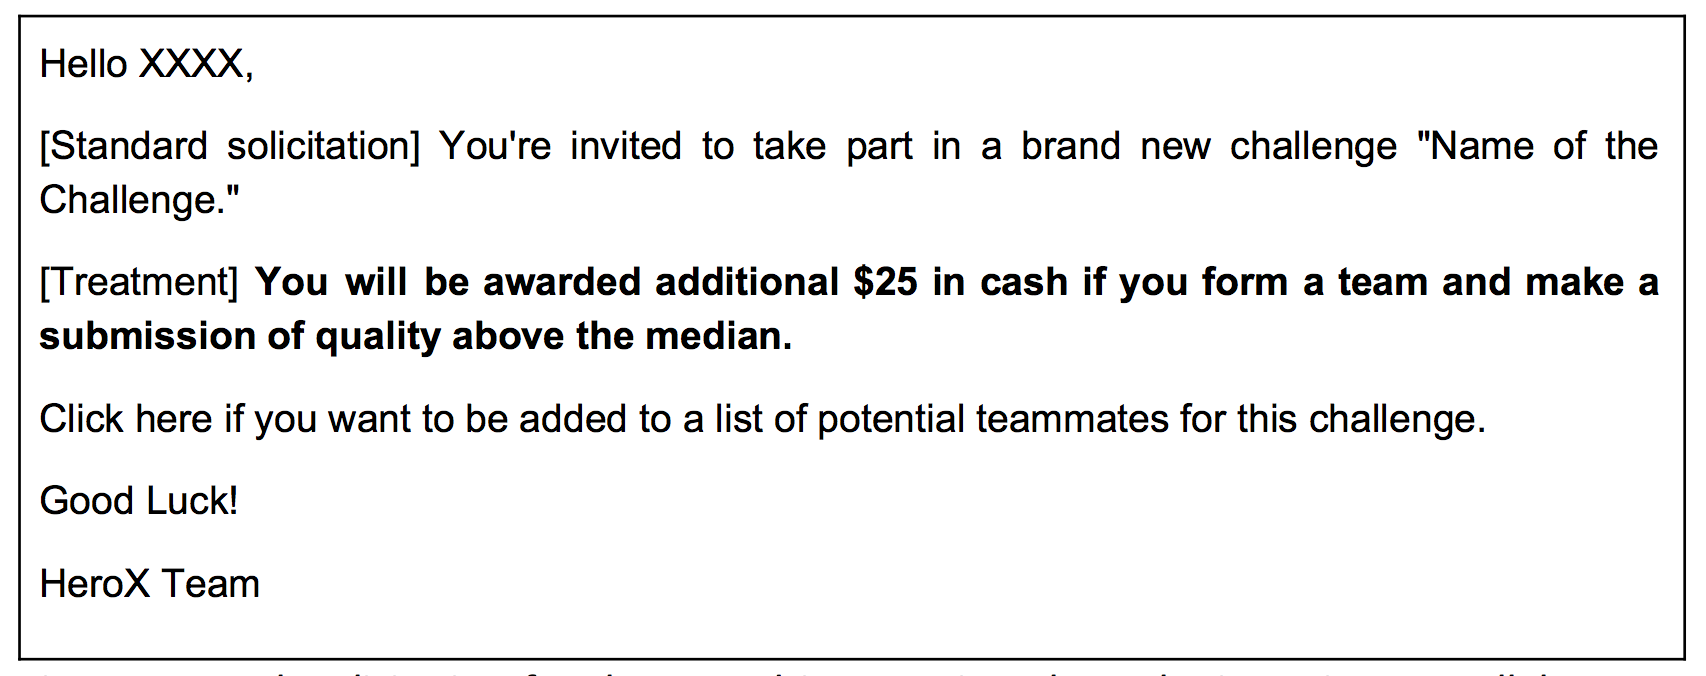 Hello XXXX,
[Standard solicitation] You're invited to take part in a brand new challenge "Name of the
Challenge."
[Treatment] You will be awarded additional $25 in cash if you form a team and make a
submission of quality above the median.
Click here if you want to be added to a list of potential teammates for this challenge.
Good Luck!
HeroX Team